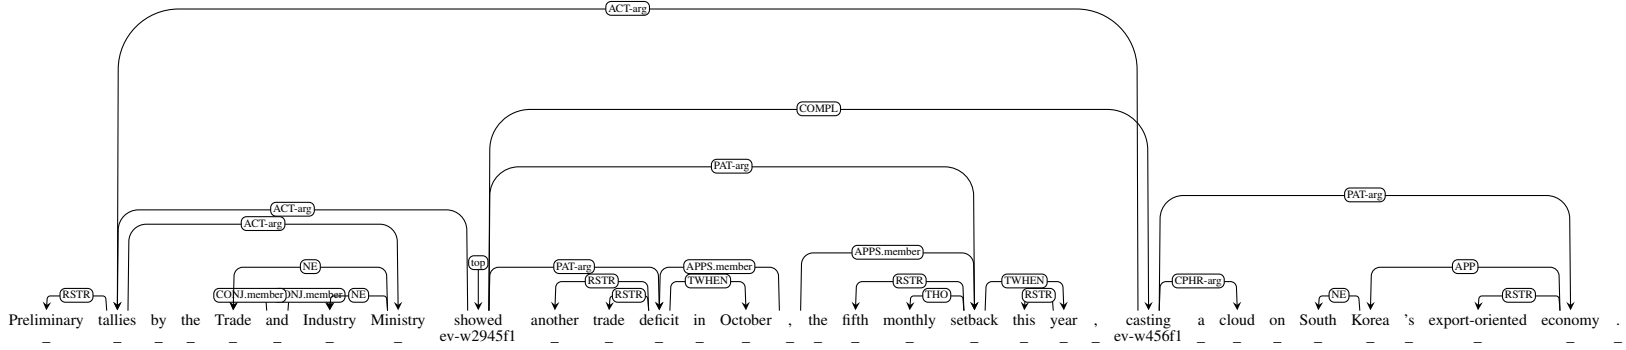 ACT-arg
COMPL
PAT-arg
PAT-arg
ACT-arg
ACT-arg
APPS.member
top
NE PAT-arg APPS.member APP
RSTR TWHEN RSTR TWHEN CPHR-arg
RSTR CONJ.member ONJ.member NE RSTR THO RSTR NE RSTR
Preliminary tallies by the Trade and Industry Ministry showed another trade deficit in October , the fifth monthly setback this year , casting a cloud on South Korea 's export-oriented economy .
_ _ _ _ _ _ _ _ ev-w2945f1 _ _ _ _ _ _ _ _ _ _ _ _ _ ev-w456f1 _ _ _ _ _ _ _ _ _